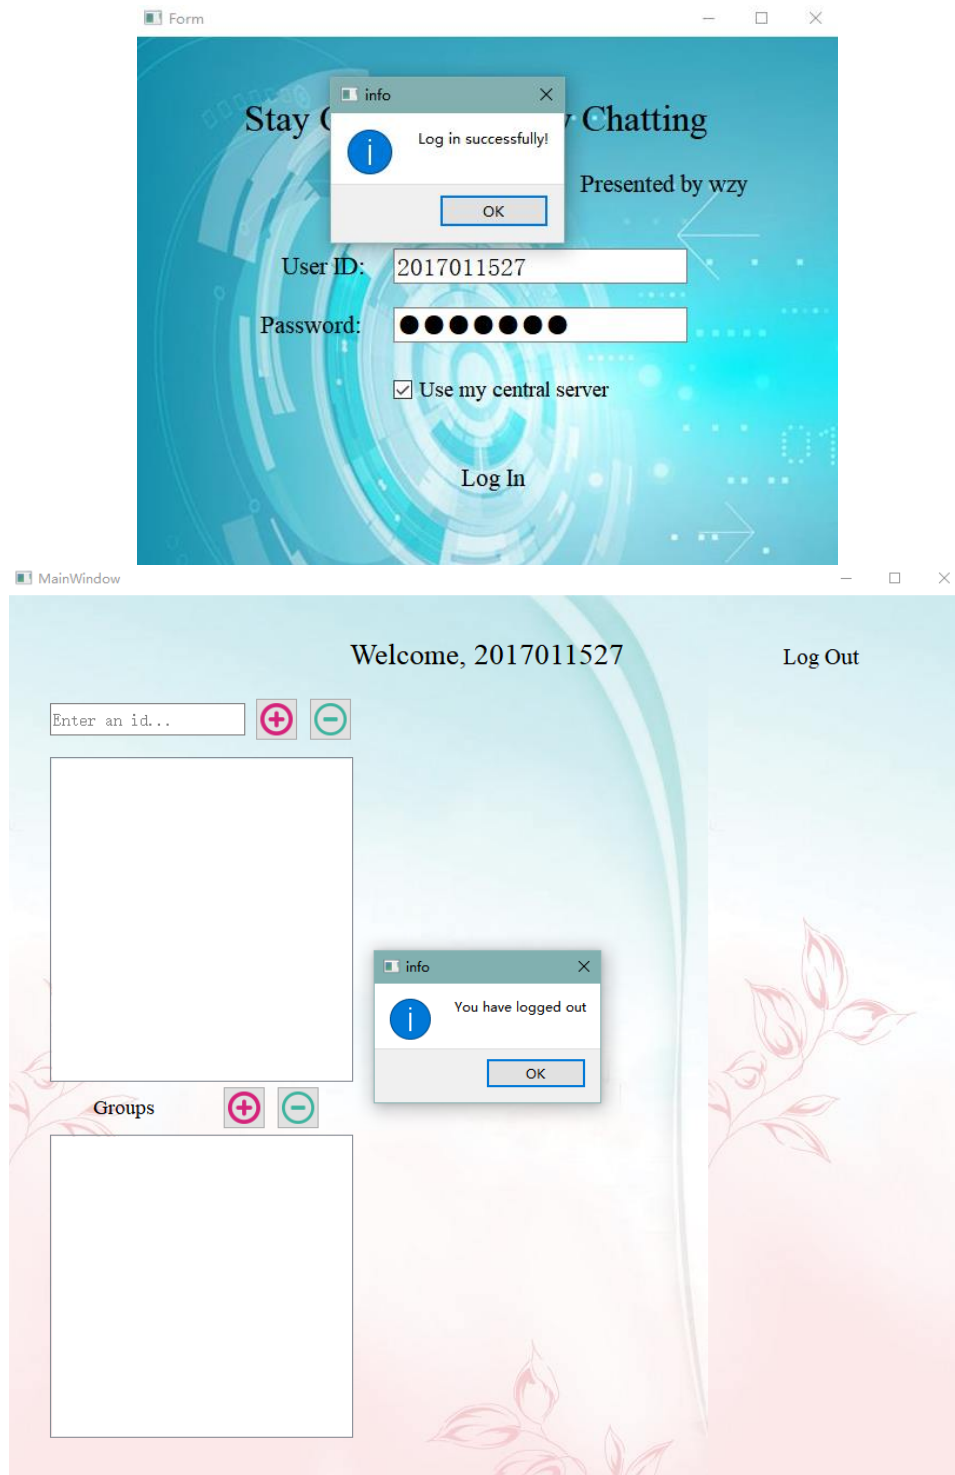 Form
info
Log in successfully!
OK
Stay
Chatting
Presented by wzy
User ID:
2017011527
Password:
Use my central server
01
Log In
MainWindow
Welcome, 2017011527
Log Out
Enter an id...
info
You have logged out
OK
Groups